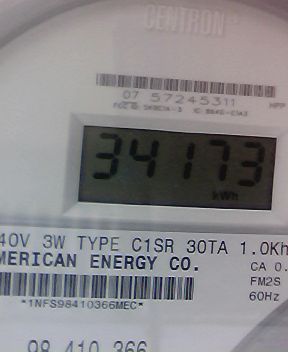 CENTRON®
07 57245311
34173
kWh
40V 3W TYPE C1SR 30TA 1.0Kh
MERICAN ENERGY CO.
CA 0.
FM2S
60Hz
*1NFS98410366MEC*
98 410 366